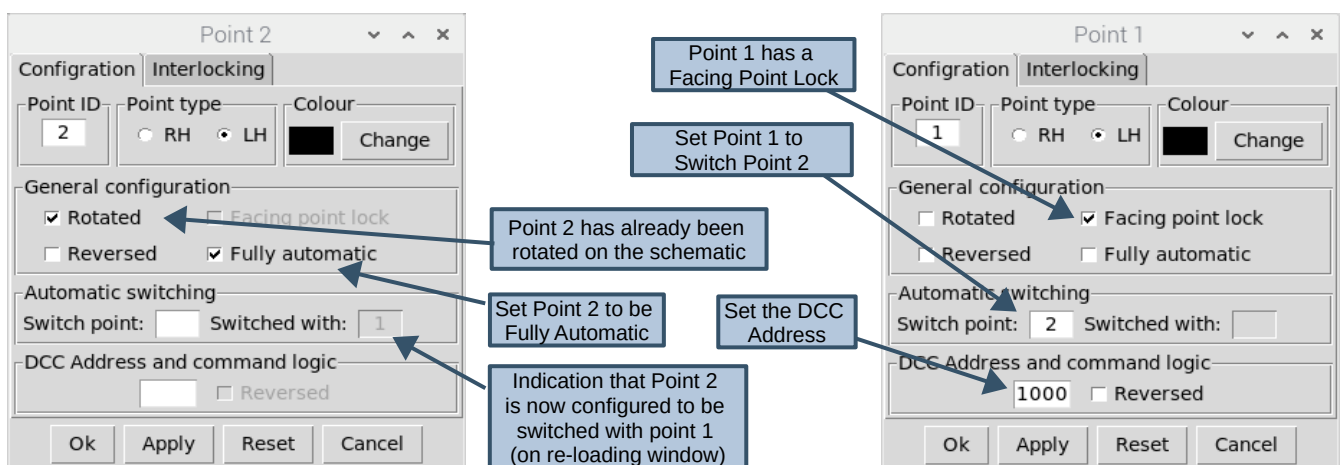 Point 2
Configration Interlocking
Point ID Point type Colour
2 RH LH Change
General configuration
Rotated Facing point lock
Reversed Fully automatic
Automatic switching
Switch point: Switched with: 1
DCC Address and command logic
Reversed
Ok Apply Reset Cancel
Point 1 has a
Facing Point Lock
Set Point 1 to
Switch Point 2
Point 2 has already been
rotated on the schematic
Set Point 2 to be
Fully Automatic
Set the DCC
Address
Indication that Point 2
is now configured to be
switched with point 1
(on re-loading window)
Point 1
Configration Interlocking
Point ID Point type Colour
1 RH LH Change
General configuration
Rotated Facing point lock
Reversed Fully automatic
Automatic switching
Switch point: 2 Switched with:
DCC Address and command logic
1000 Reversed
Ok Apply Reset Cancel